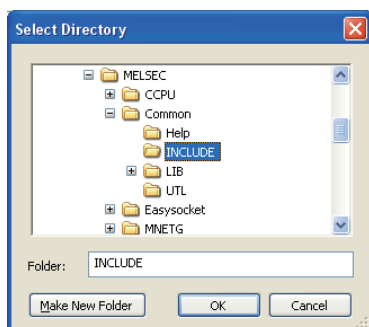 Select Directory
MELSEC
CCPU
Common
Help
INCLUDE
LIB
UTL
Easysocket
MNETG
Folder: INCLUDE
Make New Folder OK Cancel